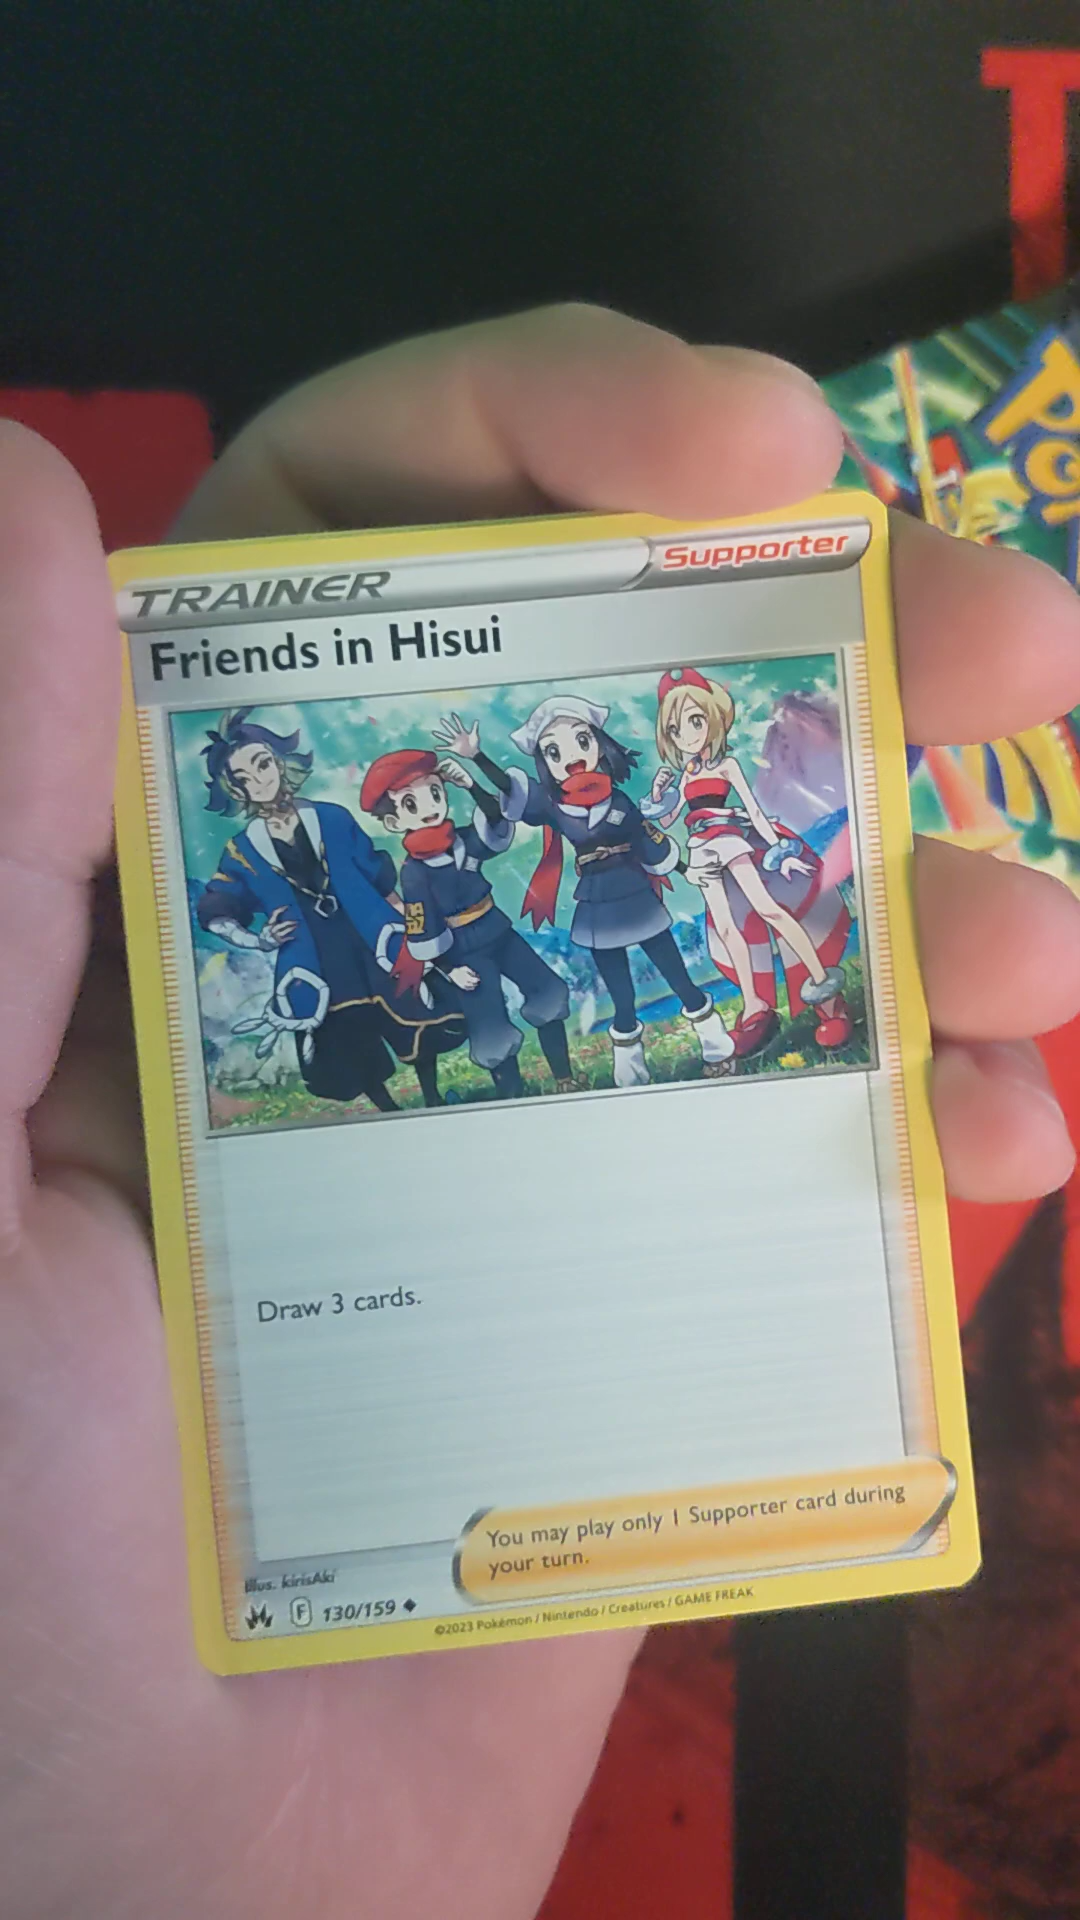 TRAINER
Supporter
Friends in Hisui
Draw 3 cards.
You may play only 1 Supporter card during
your turn.
Illus. kirisAki
F 130/159
©2023 Pokémon / Nintendo / Creatures / GAME FREAK